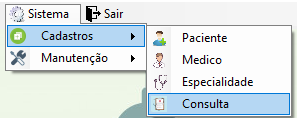 Sistema Sair
Cadastros
Manutenção
Paciente
Medico
Especialidade
Consulta